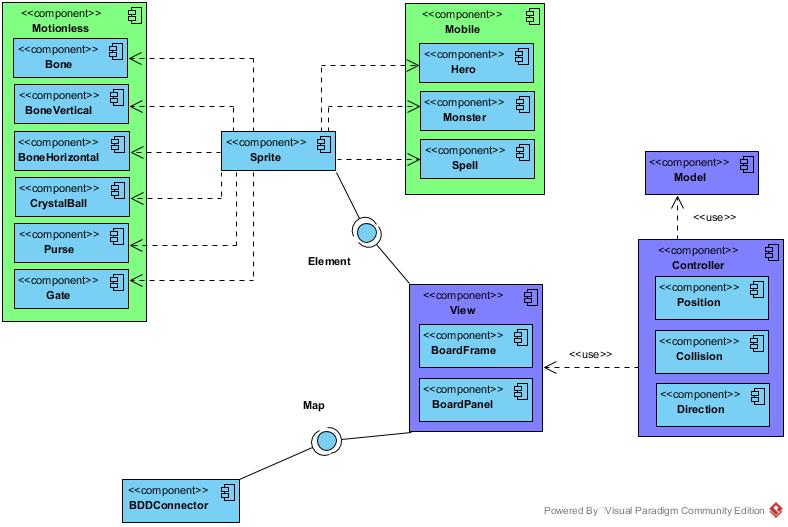 <<component>>
Motionless
<<component>>
Bone
<<component>>
BoneVertical
<<component>>
BoneHorizontal
<<component>>
CrystalBall
<<component>>
Purse
<<component>>
Gate
<<component>>
Sprite
<<component>>
Mobile
<<component>>
Hero
<<component>>
Monster
<<component>>
Spell
Element
<<component>>
Model
<<use>>
<<component>>
Controller
<<component>>
Position
<<component>>
Collision
<<component>>
Direction
<<use>>
<<component>>
View
<<component>>
BoardFrame
<<component>>
BoardPanel
Map
<<component>>
BDDConnector
Powered By Visual Paradigm Community Edition